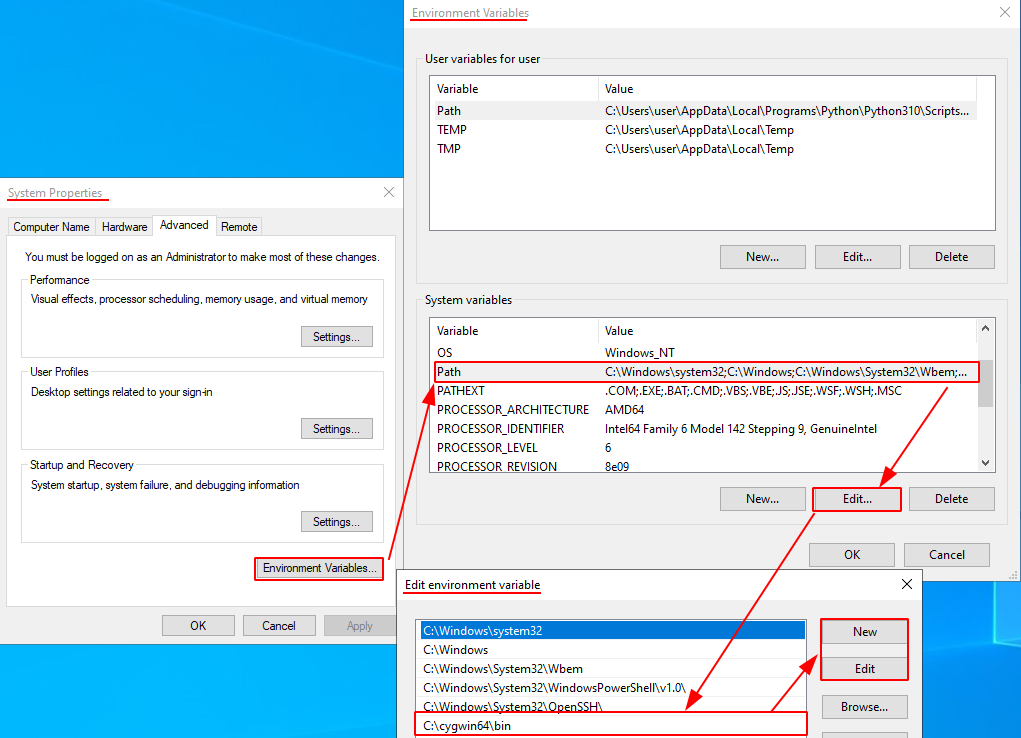 Environment Variables
User variables for user
Variable Value
Path C:\Users\user\AppData\Local\Programs\Python\Python310\Scripts...
TEMP C:\Users\user\AppData\Local\Temp
TMP C:\Users\user\AppData\Local\Temp
New... Edit... Delete
System variables
Variable Value
OS Windows_NT
Path C:\Windows\system32;C:\Windows;C:\Windows\System32\Wbem;...
PATHEXT .COM;.EXE;.BAT;.CMD;.VBS;.VBE;.JS;.JSE;.WSF;.WSH;.MSC
PROCESSOR_ARCHITECTURE AMD64
PROCESSOR_IDENTIFIER Intel64 Family 6 Model 142 Stepping 9, GenuineIntel
PROCESSOR_LEVEL 6
PROCESSOR_REVISION 8e09
New... Edit... Delete
OK Cancel
System Properties
Computer Name Hardware Advanced Remote
You must be logged on as an Administrator to make most of these changes.
Performance
Visual effects, processor scheduling, memory usage, and virtual memory
Settings...
User Profiles
Desktop settings related to your sign-in
Settings...
Startup and Recovery
System startup, system failure, and debugging information
Settings...
Environment Variables...
OK Cancel Apply
Edit environment variable
C:\Windows\system32
C:\Windows
C:\Windows\System32\Wbem
C:\Windows\System32\WindowsPowerShell\v1.0\
C:\Windows\System32\OpenSSH\
C:\cygwin64\bin
New
Edit
Browse...